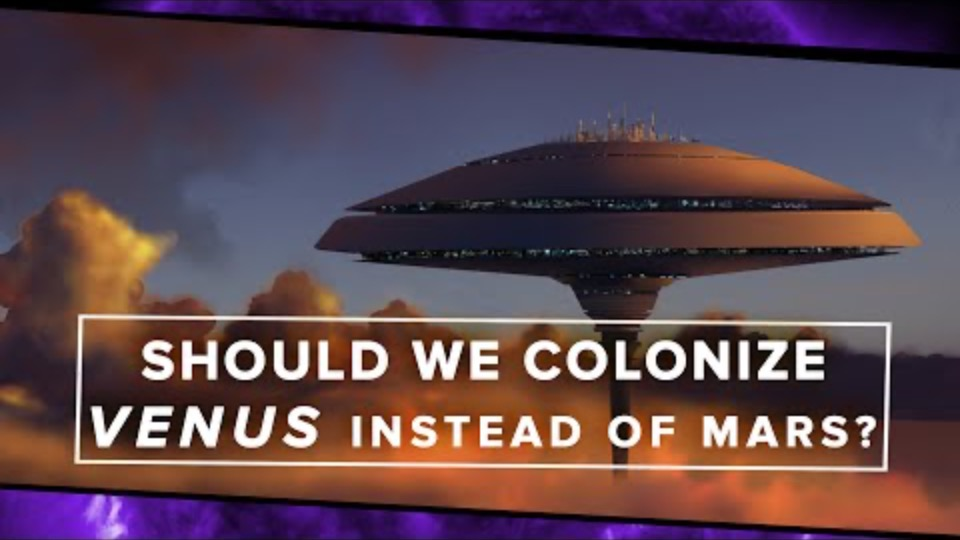 SHOULD WE COLONIZE
VENUS INSTEAD OF MARS?